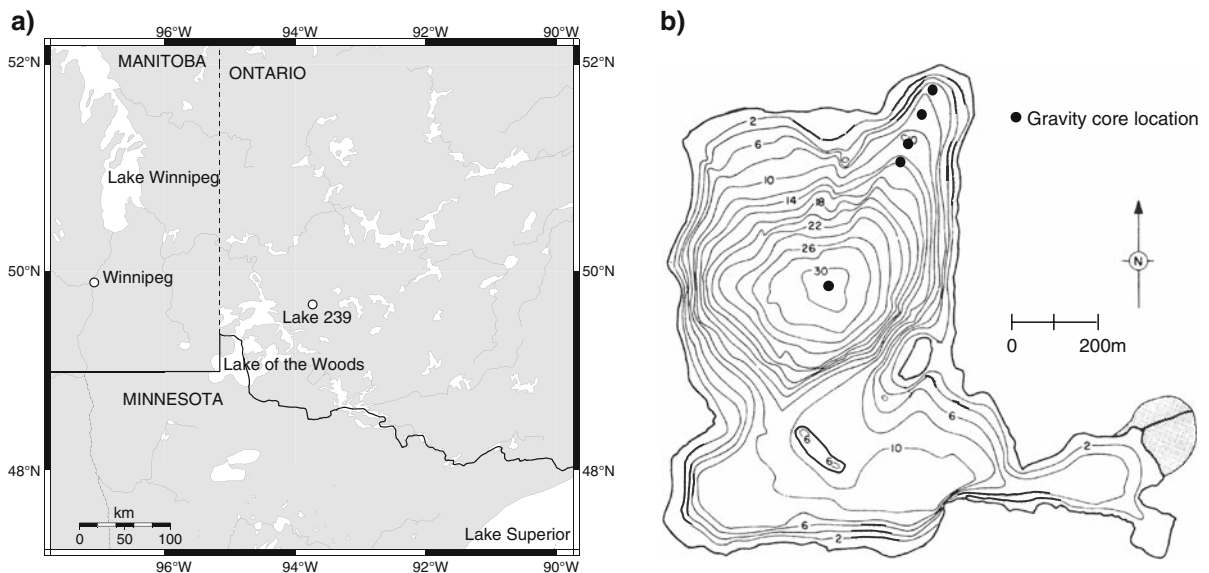 a)
96°W 94°W 92°W 90°W
52°N 52°N
MANITOBA
ONTARIO
Lake Winnipeg
50°N 50°N
Winnipeg
Lake 239
Lake of the Woods
MINNESOTA
48°N 48°N
km
0 50 100
Lake Superior
96°W 94°W 92°W 90°W
b)
Gravity core location
2
6
10
14 18
22
26
30
N
0 200m
6
6
6
10
2
6
2